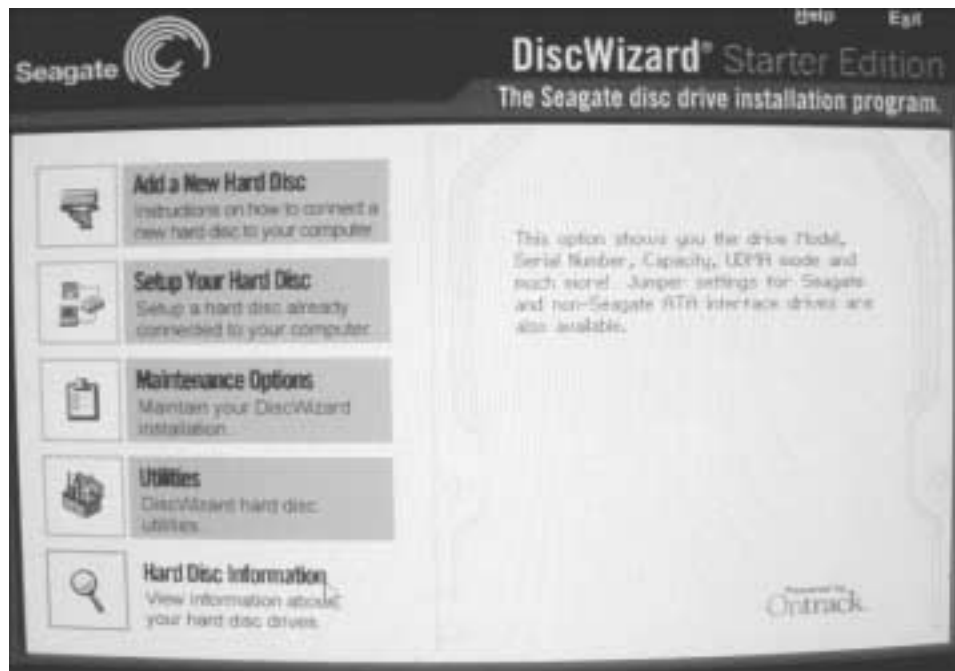 Help Exit
Seagate
DiscWizard® Starter Edition
The Seagate disc drive installation program.
Add a New Hard Disc
Instructions on how to connect a
new hard disc to your computer.
Setup Your Hard Disc
Setup a hard disc already
connected to your computer.
Maintenance Options
Maintain your DiscWizard
installation.
Utilities
DiscWizard hard disc
utilities.
Hard Disc Information
View information about
your hard disc drives.
This option shows you the drive Model,
Serial Number, Capacity, UDMA mode and
much more! Jumper settings for Seagate
and non-Seagate ATA interface drives are
also available.
Powered by
Ontrack